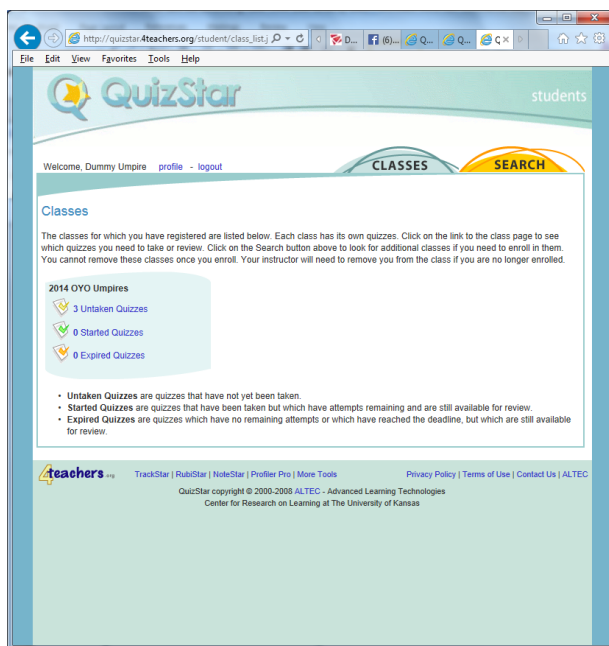 http://quizstar.4teachers.org/student/class_list.j
D...
(6)...
Q...
Q...
Q
File Edit View Favorites Tools Help
QuizStar
students
Welcome, Dummy Umpire profile - logout
CLASSES
SEARCH
Classes
The classes for which you have registered are listed below. Each class has its own quizzes. Click on the link to the class page to see
which quizzes you need to take or review. Click on the Search button above to look for additional classes if you need to enroll in them.
You cannot remove these classes once you enroll. Your instructor will need to remove you from the class if you are no longer enrolled.
2014 OYO Umpires
3 Untaken Quizzes
0 Started Quizzes
0 Expired Quizzes
• Untaken Quizzes are quizzes that have not yet been taken.
• Started Quizzes are quizzes that have been taken but which have attempts remaining and are still available for review.
• Expired Quizzes are quizzes which have no remaining attempts or which have reached the deadline, but which are still available
for review.
4teachers.org TrackStar | RubiStar | NoteStar | Profiler Pro | More Tools Privacy Policy | Terms of Use | Contact Us | ALTEC
QuizStar copyright © 2000-2008 ALTEC - Advanced Learning Technologies
Center for Research on Learning at The University of Kansas